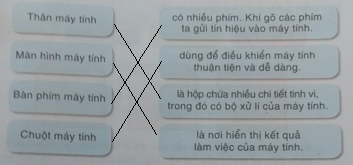 Thân máy tính
có nhiều phím. Khi gõ các phím
ta gửi tín hiệu vào máy tính.
Màn hình máy tính
dùng để điều khiển máy tính
thuận tiện và dễ dàng.
Bàn phím máy tính
là hộp chứa nhiều chi tiết tinh vi,
trong đó có bộ xử lí của máy tính.
Chuột máy tính
là nơi hiển thị kết quả
làm việc của máy tính.